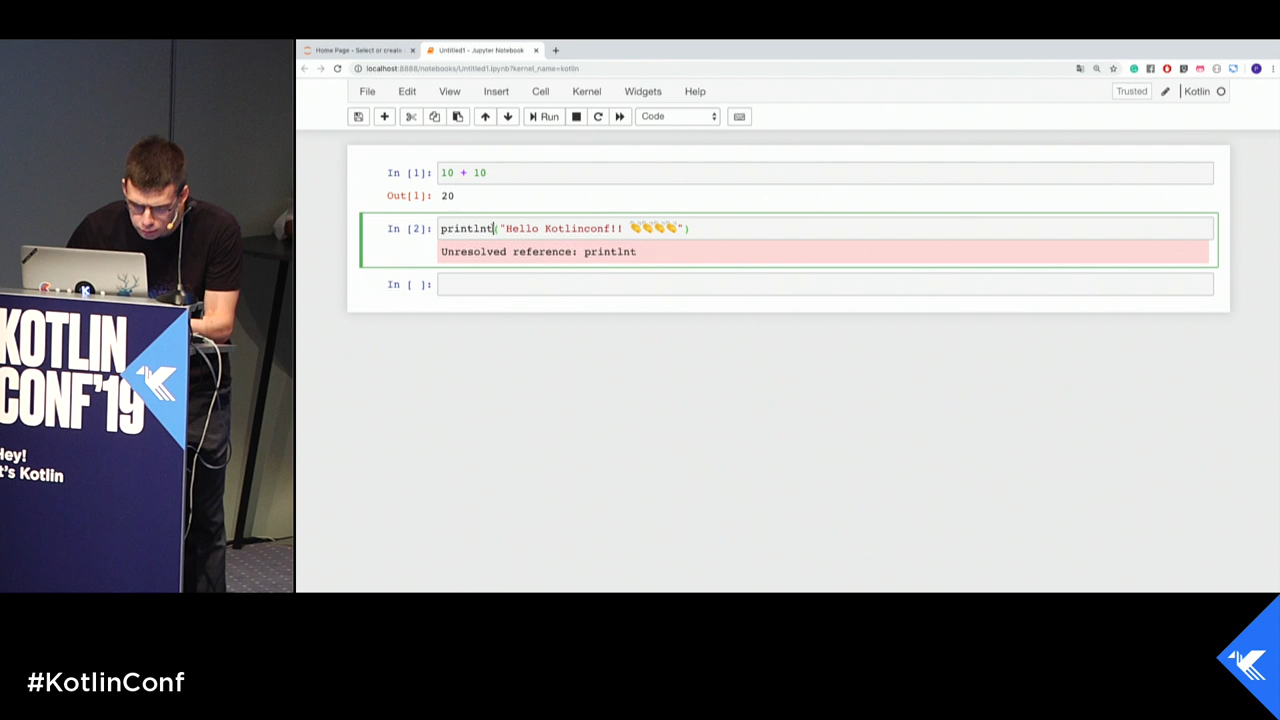 Home Page - Select or create
Untitled1 - Jupyter Notebook
localhost:8888/notebooks/Untitled1.ipynb?kernel_name=kotlin
File Edit View Insert Cell Kernel Widgets Help
Trusted
Kotlin
Run
Code
In [1]: 10 + 10
Out[1]: 20
In [2]: printlnt("Hello Kotlinconf!! 👏👏👏👏")
Unresolved reference: printlnt
In [ ]:
KOTLIN
CONF'19
Hey!
t's Kotlin
#KotlinConf